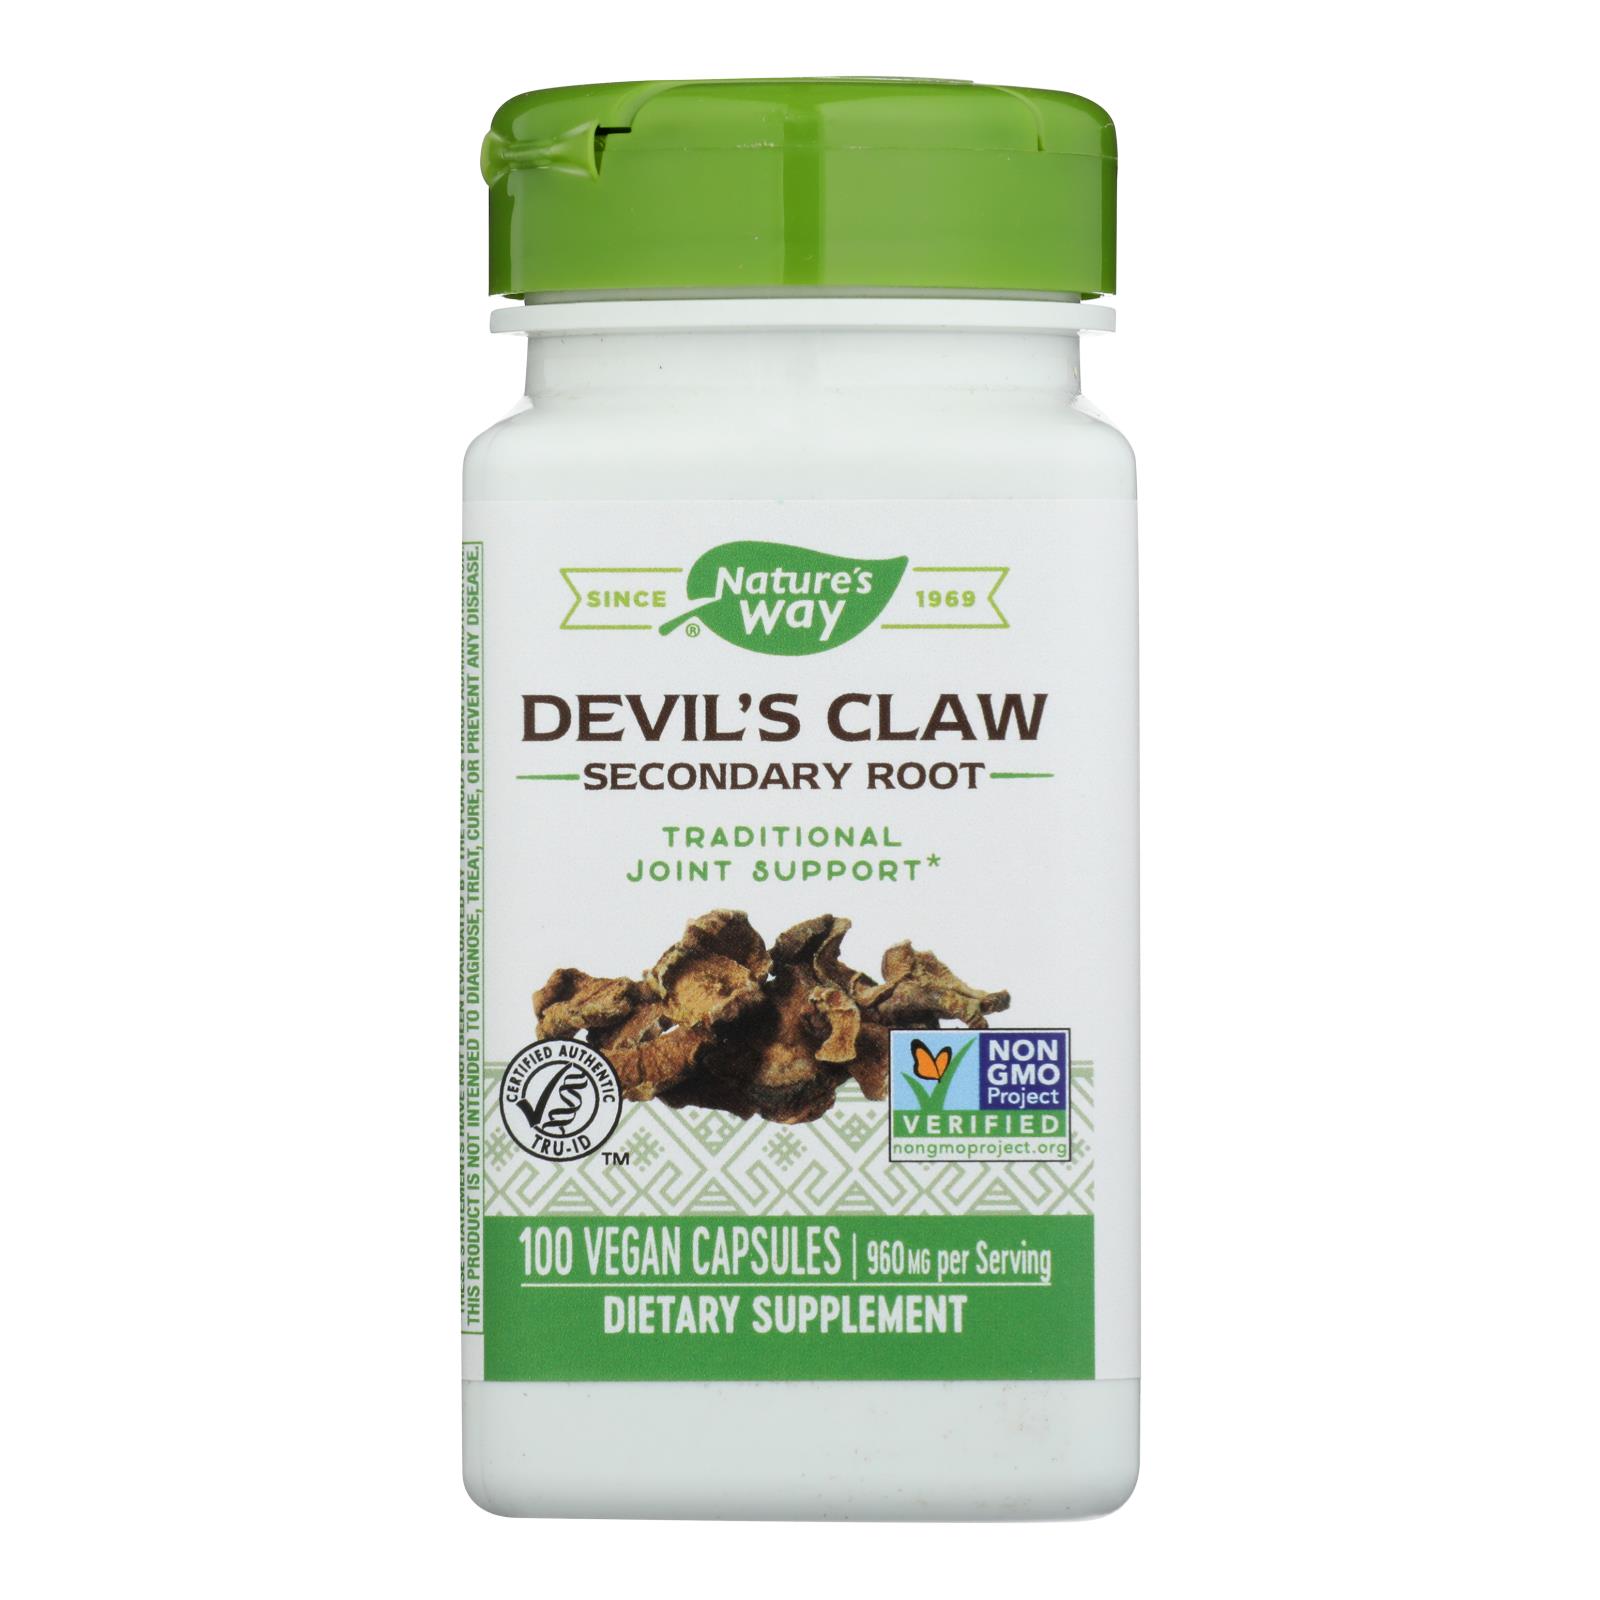 SINCE
Nature's
Way
®
1969
DEVIL'S CLAW
SECONDARY ROOT
TRADITIONAL
JOINT SUPPORT*
CERTIFIED AUTHENTIC
TRU-ID
TM
NON
GMO
Project
VERIFIED
nongmoproject.org
100 VEGAN CAPSULES | 960 MG per Serving
DIETARY SUPPLEMENT
THIS PRODUCT IS NOT INTENDED TO DIAGNOSE, TREAT, CURE, OR PREVENT ANY DISEASE.